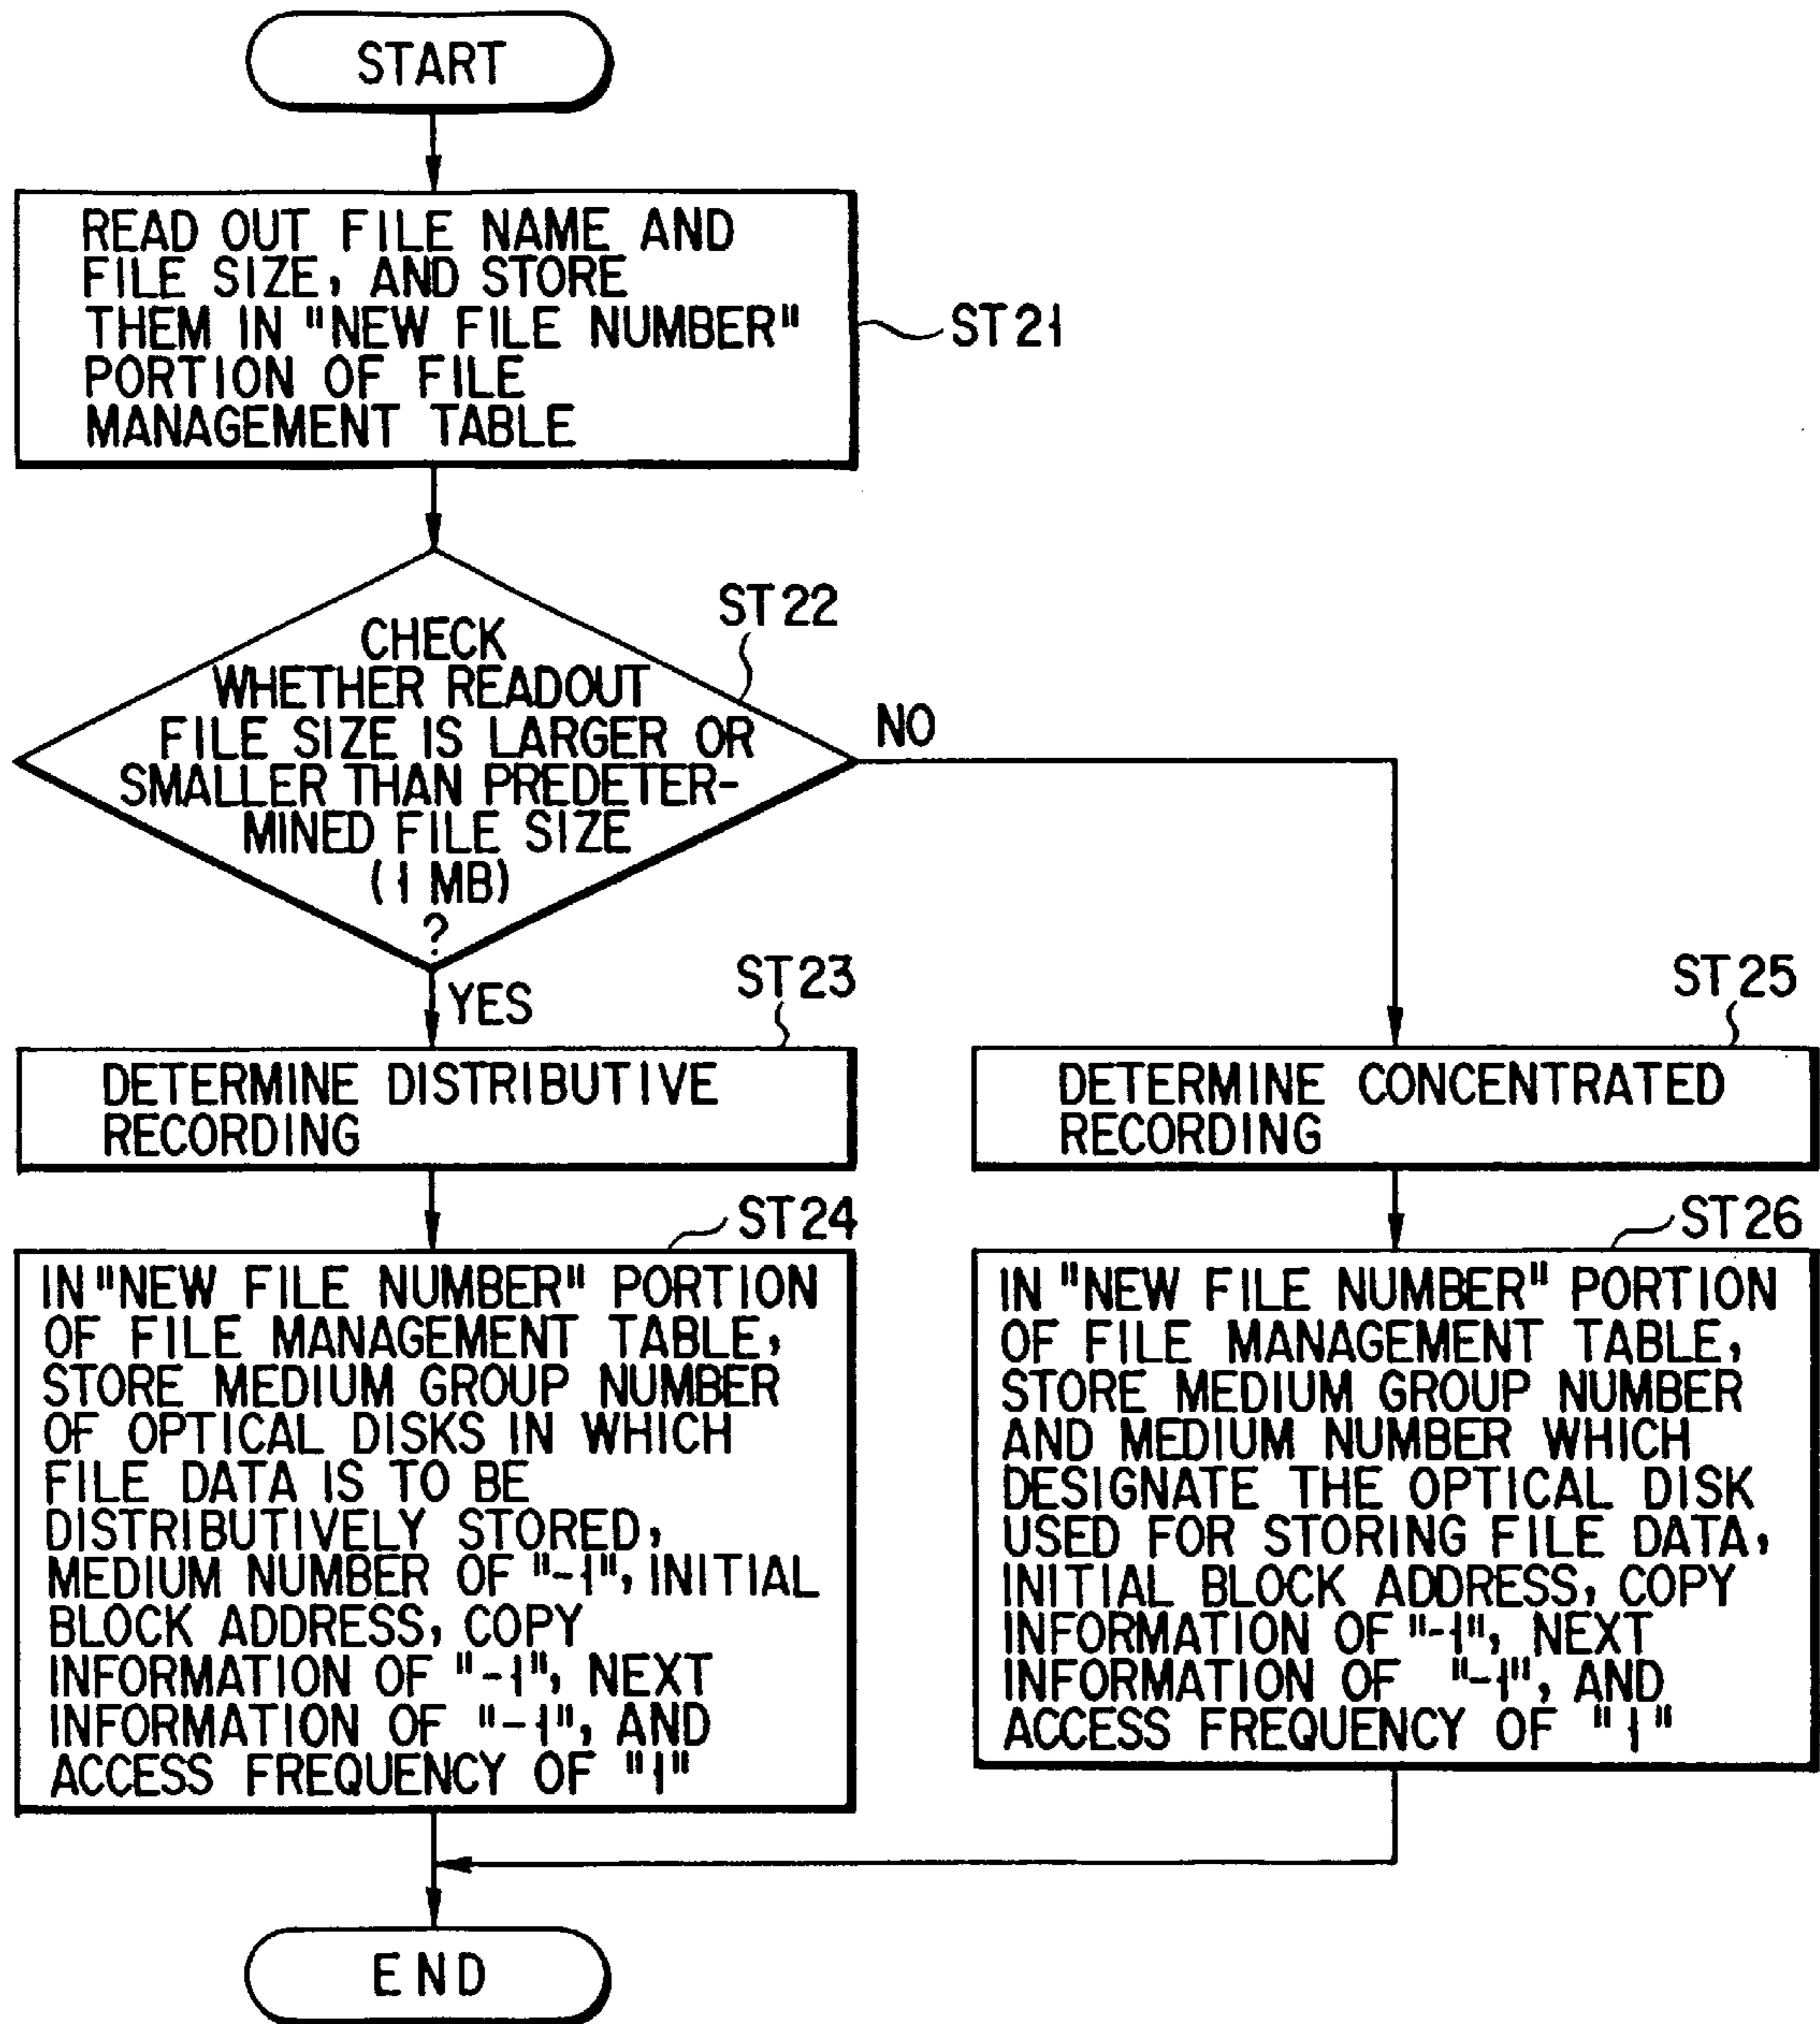 START
READ OUT FILE NAME AND
FILE SIZE, AND STORE
THEM IN "NEW FILE NUMBER"
PORTION OF FILE
MANAGEMENT TABLE
ST21
ST22
CHECK
WHETHER READOUT
FILE SIZE IS LARGER OR
SMALLER THAN PREDETER-
MINED FILE SIZE
(1 MB)
?
NO
YES
ST23
DETERMINE DISTRIBUTIVE
RECORDING
ST25
DETERMINE CONCENTRATED
RECORDING
ST24
IN "NEW FILE NUMBER" PORTION
OF FILE MANAGEMENT TABLE,
STORE MEDIUM GROUP NUMBER
OF OPTICAL DISKS IN WHICH
FILE DATA IS TO BE
DISTRIBUTIVELY STORED,
MEDIUM NUMBER OF "-1", INITIAL
BLOCK ADDRESS, COPY
INFORMATION OF "-1", NEXT
INFORMATION OF "-1", AND
ACCESS FREQUENCY OF "1"
ST26
IN "NEW FILE NUMBER" PORTION
OF FILE MANAGEMENT TABLE,
STORE MEDIUM GROUP NUMBER
AND MEDIUM NUMBER WHICH
DESIGNATE THE OPTICAL DISK
USED FOR STORING FILE DATA,
INITIAL BLOCK ADDRESS, COPY
INFORMATION OF "-1", NEXT
INFORMATION OF "-1", AND
ACCESS FREQUENCY OF "1"
END